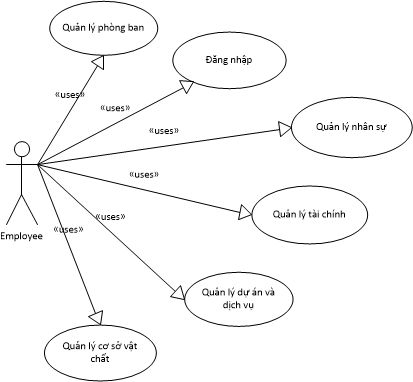 Quản lý phòng ban
Đăng nhập
«uses»
«uses»
«uses»
Quản lý nhân sự
«uses»
Quản lý tài chính
«uses»
«uses»
Employee
Quản lý dự án và
dịch vụ
Quản lý cơ sở vật
chất